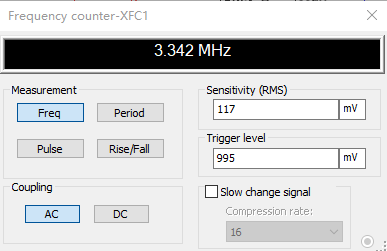 Frequency counter-XFC1
3.342 MHz
Measurement
Freq
Period
Pulse
Rise/Fall
Coupling
AC
DC
Sensitivity (RMS)
117
mV
Trigger level
995
mV
Slow change signal
Compression rate:
16